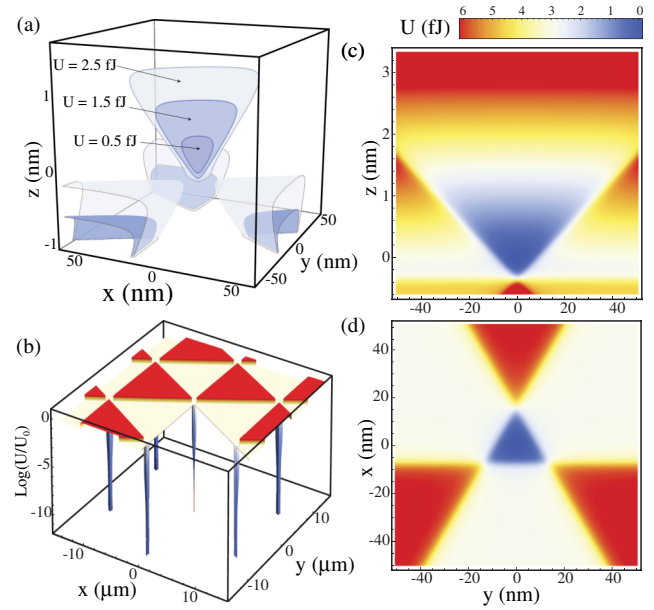 (a)
U = 2.5 fJ
U = 1.5 fJ
U = 0.5 fJ
z (nm)
1
0
-1
50
0
50
x (nm)
-50
0
50
y (nm)
U (fJ)
6 5 4 3 2 1 0
(c)
z (nm)
3
2
1
0
-40 -20 0 20 40
(b)
Log(U/U₀)
0
-5
-10
-10
0
10
x (μm)
-10
0
10
y (μm)
(d)
x (nm)
40
20
0
-20
-40
-40 -20 0 20 40
y (nm)